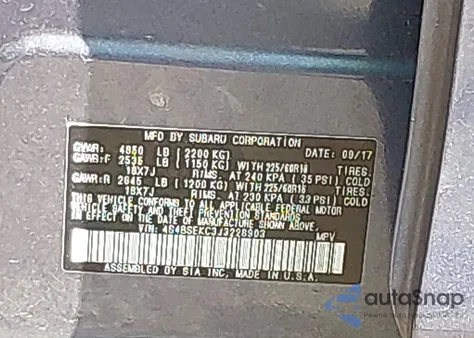 MFD BY SUBARU CORPORATION DATE: 09/17
GVWR: 4850 LB (2200 KG)
GAWR:F 2535 LB (1150 KG) WITH 225/60R18 TIRES.
18X7J RIMS. AT 240 KPA ( 35 PSI) COLD
GAWR:R 2645 LB (1200 KG) WITH 225/60R18 TIRES.
18X7J RIMS. AT 230 KPA ( 33 PSI) COLD
THIS VEHICLE CONFORMS TO ALL APPLICABLE FEDERAL MOTOR
VEHICLE SAFETY AND THEFT PREVENTION STANDARDS
IN EFFECT ON THE DATE OF MANUFACTURE SHOWN ABOVE.
VIN: 4S4BSEKC3J3228903 MPV
ASSEMBLED BY SIA INC, MADE IN U.S.A.
autoSnap